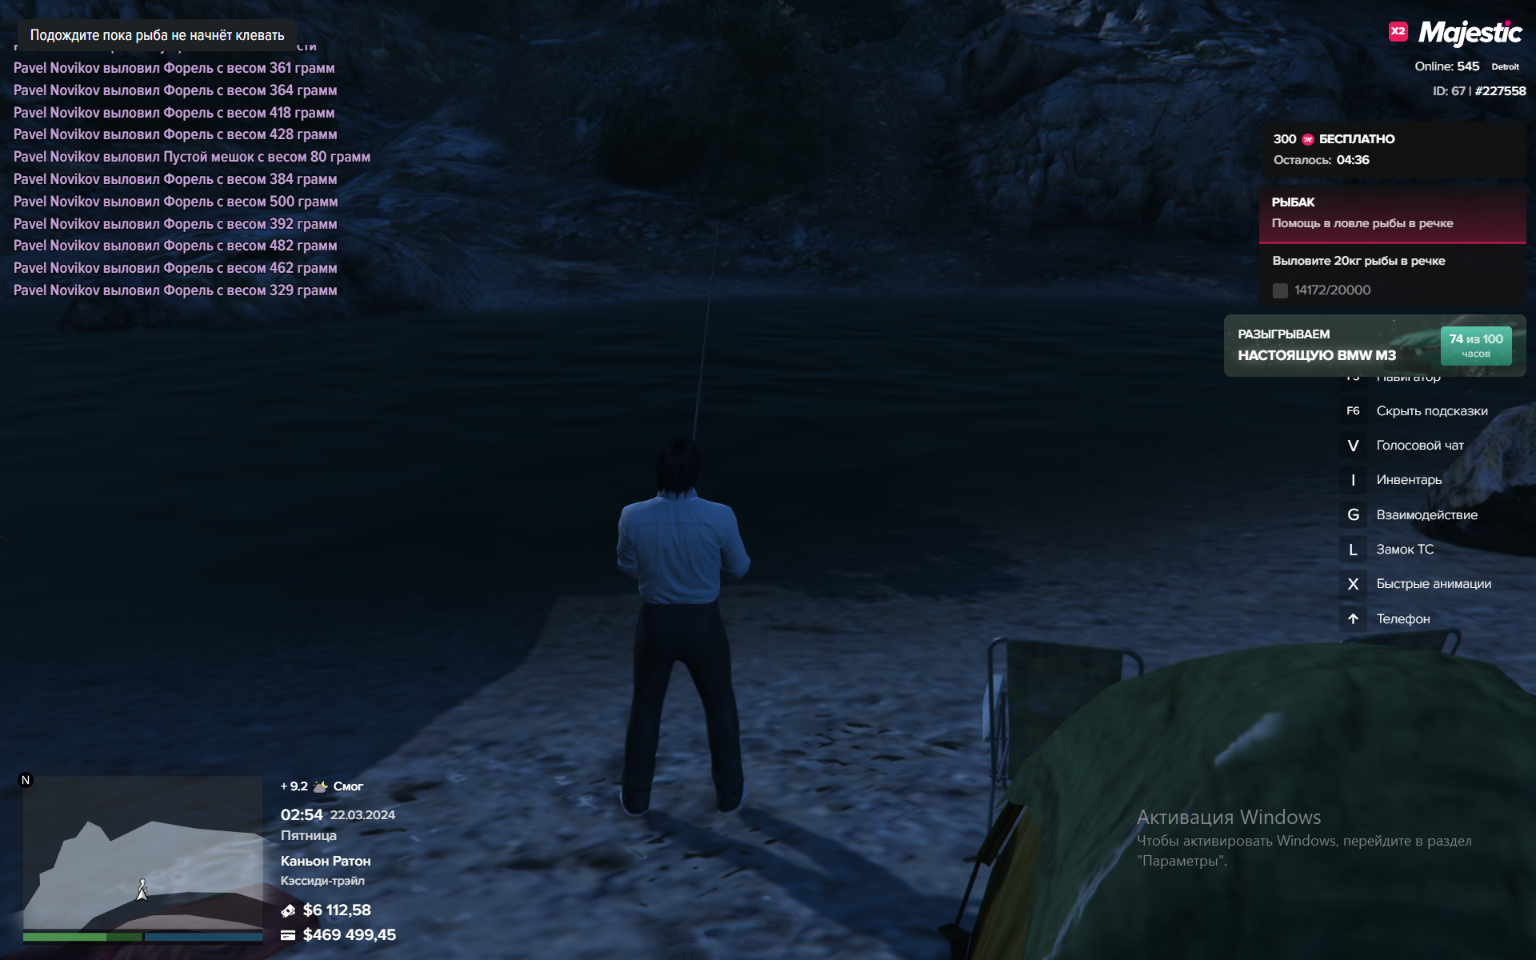 Подождите пока рыба не начнёт клевать
Pavel Novikov выловил Форель с весом 361 грамм
Pavel Novikov выловил Форель с весом 364 грамм
Pavel Novikov выловил Форель с весом 418 грамм
Pavel Novikov выловил Форель с весом 428 грамм
Pavel Novikov выловил Пустой мешок с весом 80 грамм
Pavel Novikov выловил Форель с весом 384 грамм
Pavel Novikov выловил Форель с весом 500 грамм
Pavel Novikov выловил Форель с весом 392 грамм
Pavel Novikov выловил Форель с весом 482 грамм
Pavel Novikov выловил Форель с весом 462 грамм
Pavel Novikov выловил Форель с весом 329 грамм
X2 Majestic
Online: 545 Detroit
ID: 67 | #227558
300 БЕСПЛАТНО
Осталось: 04:36
РЫБАК
Помощь в ловле рыбы в речке
Выловите 20кг рыбы в речке
14172/20000
РАЗЫГРЫВАЕМ
НАСТОЯЩУЮ BMW M3
74 из 100
часов
Навигатор
F6 Скрыть подсказки
V Голосовой чат
I Инвентарь
G Взаимодействие
L Замок ТС
X Быстрые анимации
↑ Телефон
Активация Windows
Чтобы активировать Windows, перейдите в раздел
"Параметры".
N
+9.2 Смог
02:54 22.03.2024
Пятница
Каньон Ратон
Кэссиди-трэйл
$6 112,58
$469 499,45